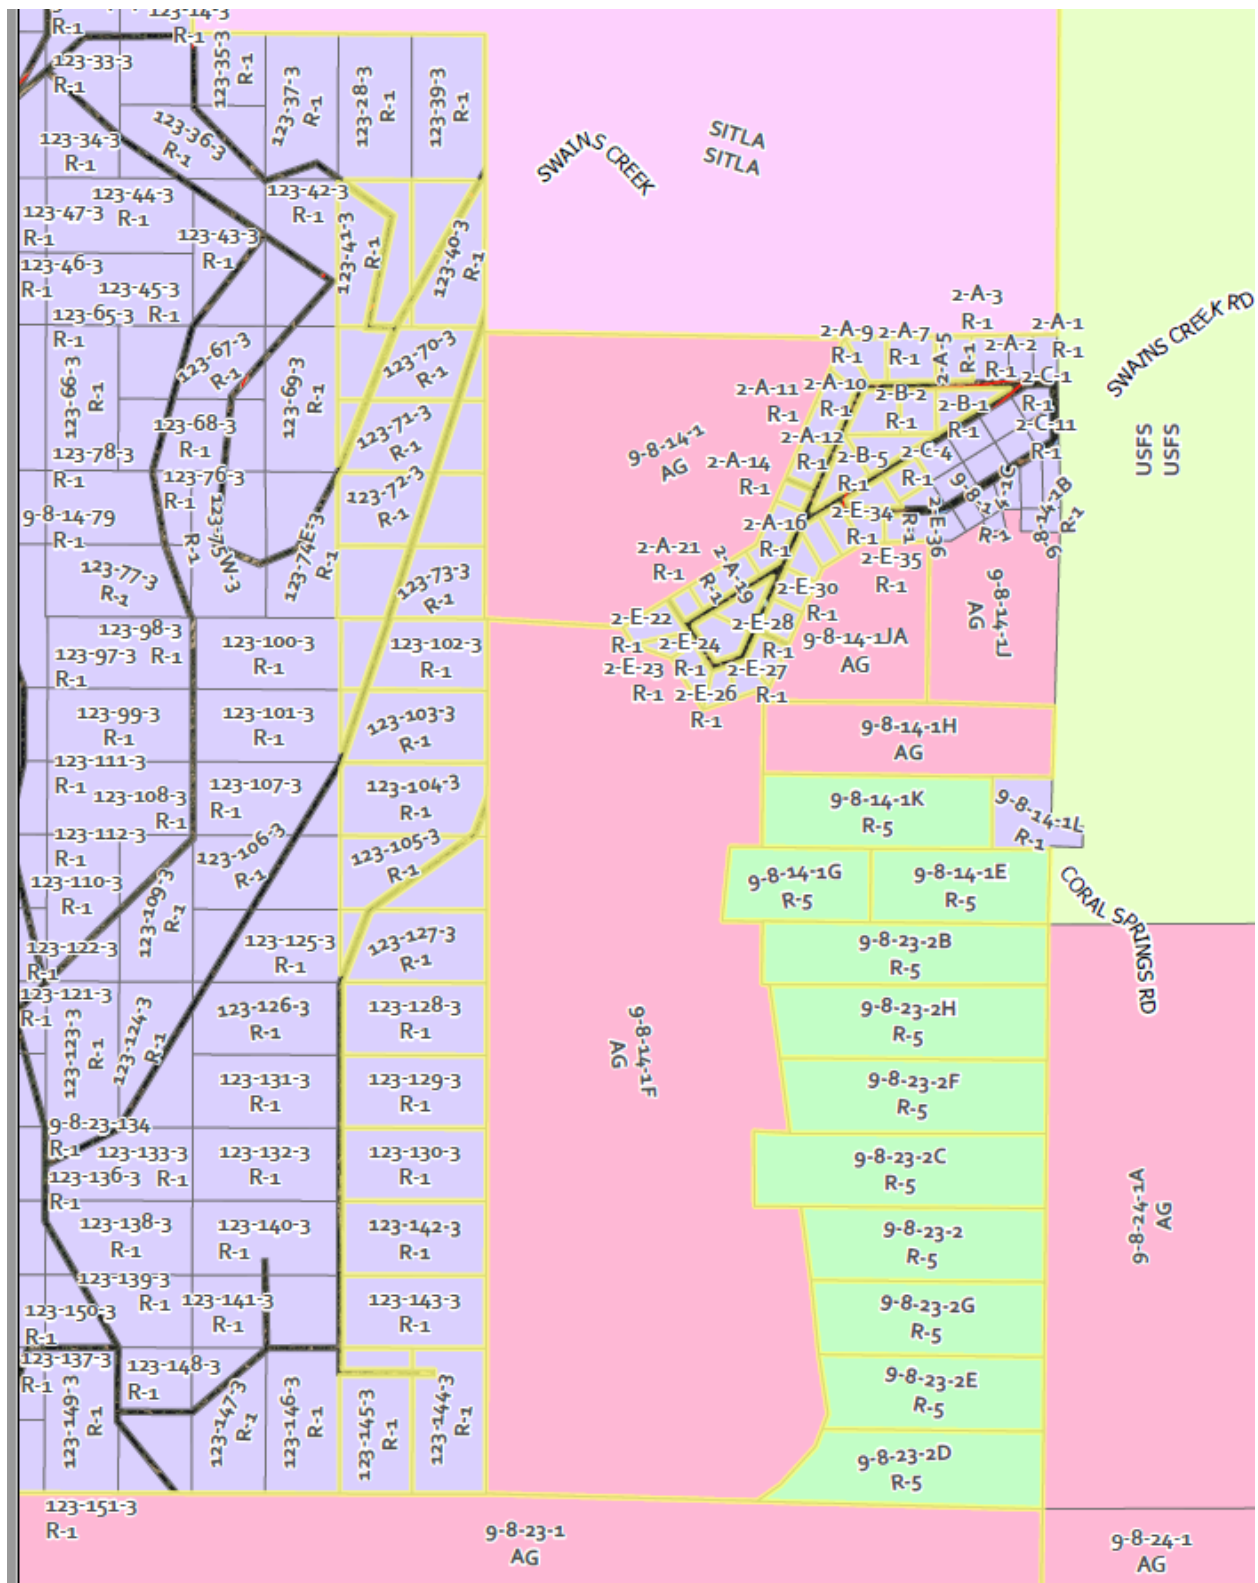 123-14-3
R-1
R-1
123-33-3
R-1
123-35-3
R-1
123-37-3
R-1
123-28-3
R-1
123-39-3
R-1
123-34-3
R-1
123-36-3
R-1
123-44-3
R-1
123-42-3
R-1
123-47-3
R-1
123-43-3
R-1
123-41-3
R-1
123-40-3
R-1
123-46-3
R-1
123-45-3
R-1
123-65-3
R-1
123-66-3
R-1
123-67-3
R-1
123-69-3
R-1
123-70-3
R-1
123-68-3
R-1
123-71-3
R-1
123-78-3
R-1
123-76-3
R-1
123-72-3
R-1
9-8-14-79
R-1
123-75W-3
123-74E-3
R-1
123-77-3
R-1
123-73-3
R-1
123-98-3
R-1
123-97-3
R-1
123-100-3
R-1
123-102-3
R-1
123-99-3
R-1
123-101-3
R-1
123-103-3
R-1
123-111-3
R-1
123-108-3
R-1
123-107-3
R-1
123-104-3
R-1
123-112-3
R-1
123-106-3
R-1
123-105-3
R-1
123-110-3
R-1
123-109-3
R-1
123-122-3
R-1
123-125-3
R-1
123-127-3
R-1
123-121-3
R-1
123-123-3
R-1
123-124-3
R-1
123-126-3
R-1
123-128-3
R-1
123-131-3
R-1
123-129-3
R-1
9-8-23-134
R-1
123-133-3
R-1
123-132-3
R-1
123-130-3
R-1
123-136-3
R-1
123-138-3
R-1
123-140-3
R-1
123-142-3
R-1
123-139-3
R-1
123-141-3
R-1
123-143-3
R-1
123-150-3
R-1
123-137-3
R-1
123-148-3
R-1
123-149-3
R-1
123-147-3
R-1
123-146-3
R-1
123-145-3
R-1
123-144-3
R-1
123-151-3
R-1
SWAINS CREEK
SITLA
SITLA
SWAINS CREEK RD
USFS
USFS
2-A-3
R-1
2-A-9
R-1
2-A-7
R-1
2-A-5
R-1
2-A-2
R-1
2-A-1
R-1
2-A-11
R-1
2-A-10
R-1
2-B-2
R-1
2-B-1
R-1
2-C-1
R-1
2-C-11
R-1
9-8-14-1
AG
2-A-12
R-1
2-A-14
R-1
2-B-5
R-1
2-C-4
R-1
R-1
9-8-14-1B
R-1
2-A-16
R-1
2-E-34
R-1
2-E-36
R-1
2-A-21
R-1
2-A-19
R-1
2-E-35
R-1
2-E-30
R-1
2-E-22
R-1
2-E-28
R-1
2-E-24
R-1
2-E-23
R-1
2-E-27
R-1
2-E-26
R-1
9-8-14-1JA
AG
9-8-14-1J
AG
9-8-14-1H
AG
9-8-14-1K
R-5
9-8-14-1L
R-1
9-8-14-1G
R-5
9-8-14-1E
R-5
CORAL SPRINGS RD
9-8-23-2B
R-5
9-8-23-2H
R-5
9-8-14-1F
AG
9-8-23-2F
R-5
9-8-23-2C
R-5
9-8-24-1A
AG
9-8-23-2
R-5
9-8-23-2G
R-5
9-8-23-2E
R-5
9-8-23-2D
R-5
9-8-23-1
AG
9-8-24-1
AG